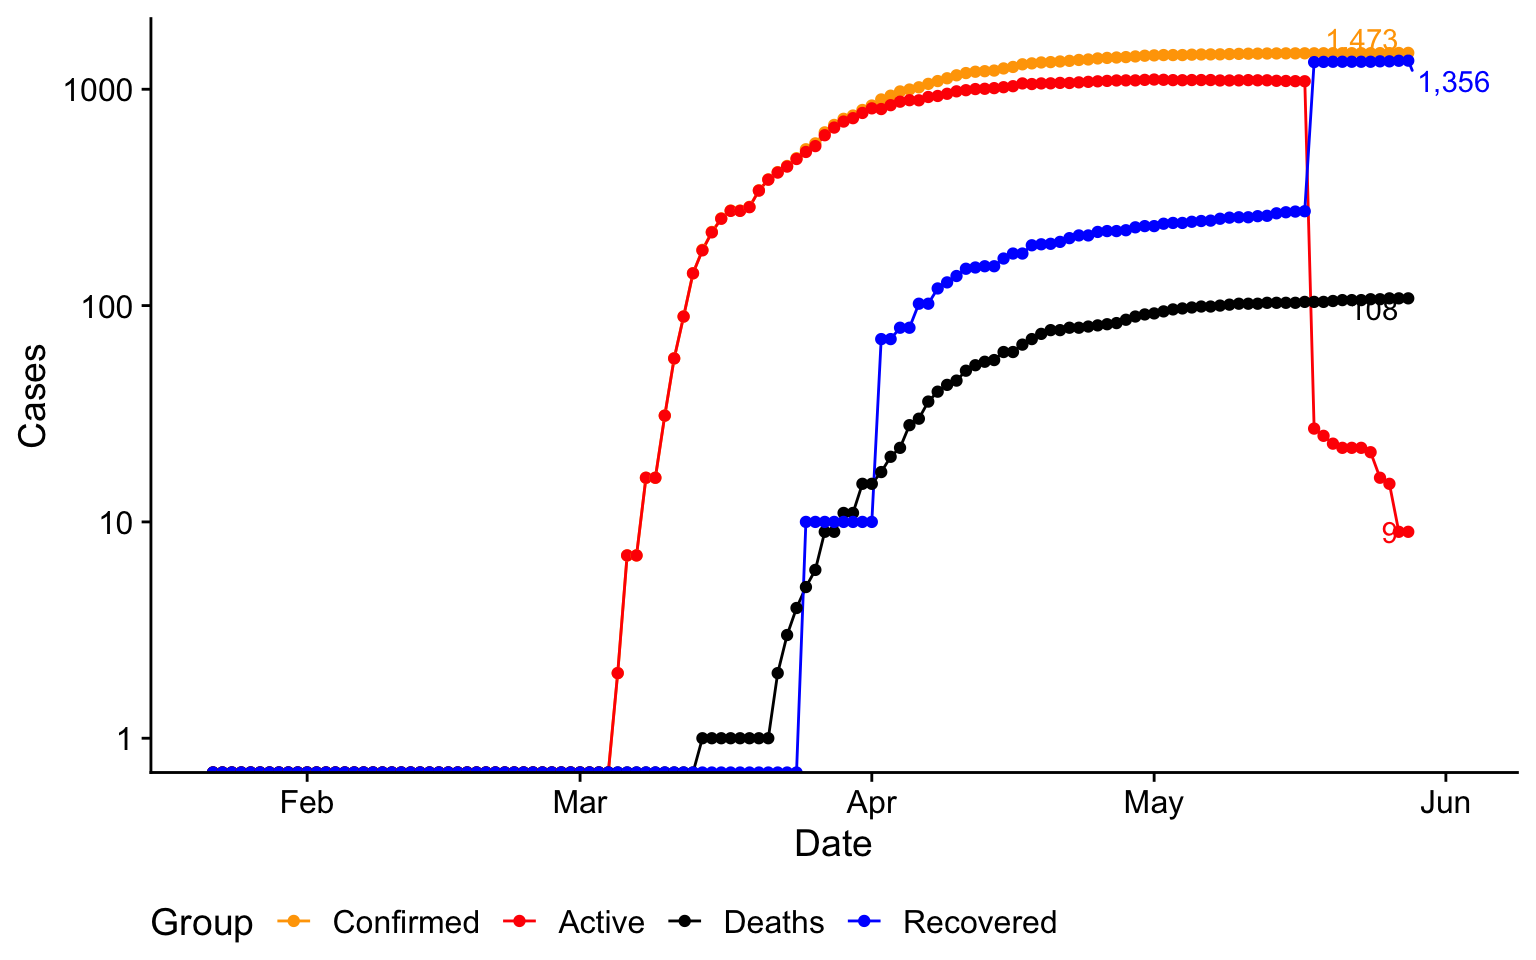 1,473
1000
1,356
100
108
Cases
10
9
1
Feb Mar Apr May Jun
Date
Group Confirmed Active Deaths Recovered